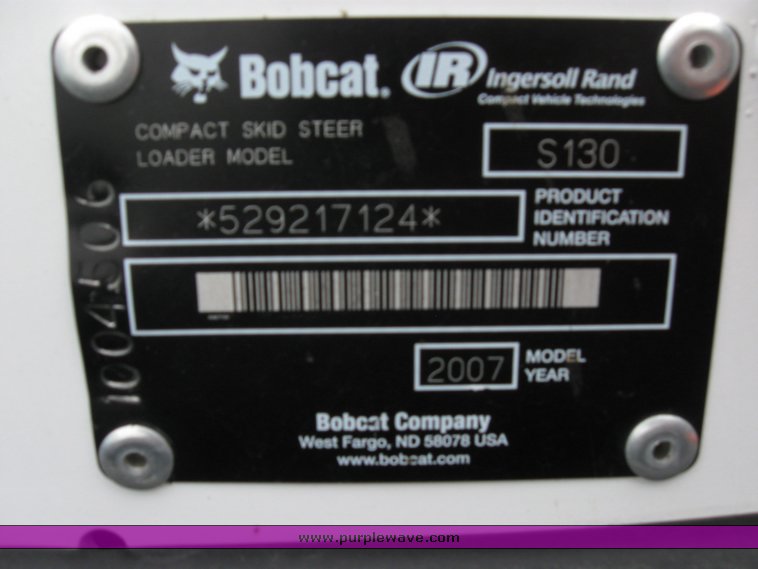 Bobcat. IR Ingersoll Rand
Compact Vehicle Technologies
COMPACT SKID STEER
LOADER MODEL
S130
*529217124*
PRODUCT
IDENTIFICATION
NUMBER
1004506
2007
MODEL
YEAR
Bobcat Company
West Fargo, ND 58078 USA
www.bobcat.com
www.purplewave.com